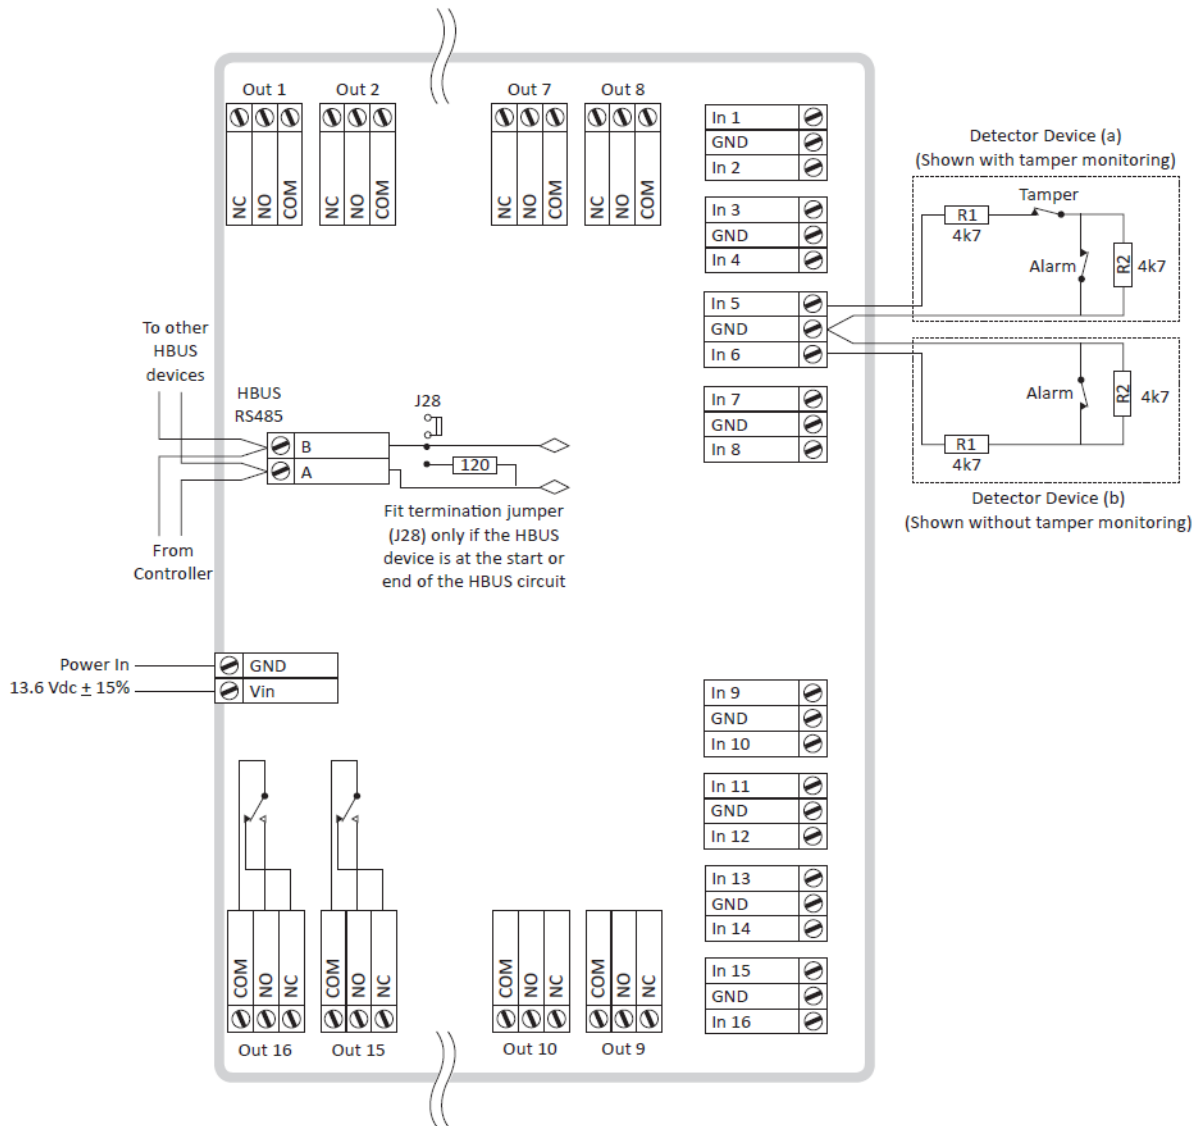 Out 1
Out 2
Out 7
Out 8
NC
NO
COM
NC
NO
COM
NC
NO
COM
NC
NO
COM
In 1
GND
In 2
In 3
GND
In 4
In 5
GND
In 6
In 7
GND
In 8
Detector Device (a)
(Shown with tamper monitoring)
Tamper
R1
4k7
Alarm
R2
4k7
Alarm
R2
4k7
R1
4k7
Detector Device (b)
(Shown without tamper monitoring)
To other
HBUS
devices
HBUS
RS485
B
A
J28
120
Fit termination jumper
(J28) only if the HBUS
device is at the start or
end of the HBUS circuit
From
Controller
Power In
13.6 Vdc ± 15%
GND
Vin
In 9
GND
In 10
In 11
GND
In 12
In 13
GND
In 14
In 15
GND
In 16
COM
NO
NC
COM
NO
NC
COM
NO
NC
COM
NO
NC
Out 16
Out 15
Out 10
Out 9